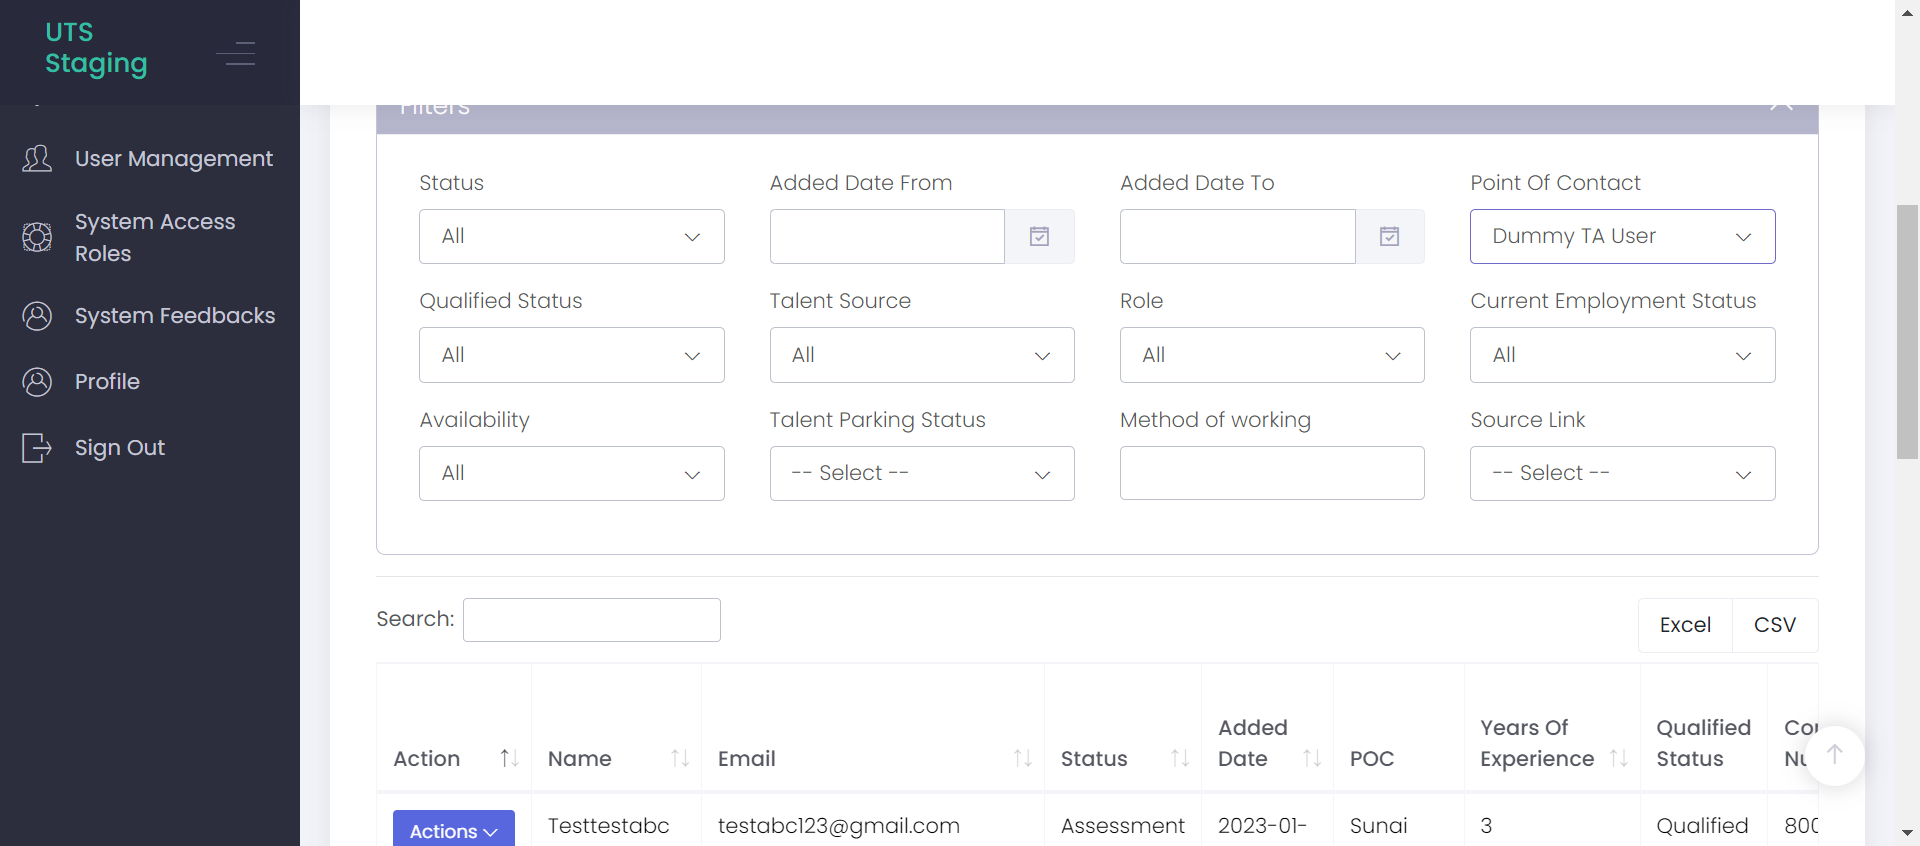 UTS
Staging
User Management
System Access
Roles
System Feedbacks
Profile
Sign Out
Filters
Status
Added Date From
Added Date To
Point Of Contact
All
Dummy TA User
Qualified Status
Talent Source
Role
Current Employment Status
All
All
All
All
Availability
Talent Parking Status
Method of working
Source Link
All
-- Select --
-- Select --
Search:
Excel
CSV
Action
Name
Email
Status
Added
Date
POC
Years Of
Experience
Qualified
Status
Actions
Testtestabc
testabc123@gmail.com
Assessment
2023-01-
Sunai
3
Qualified